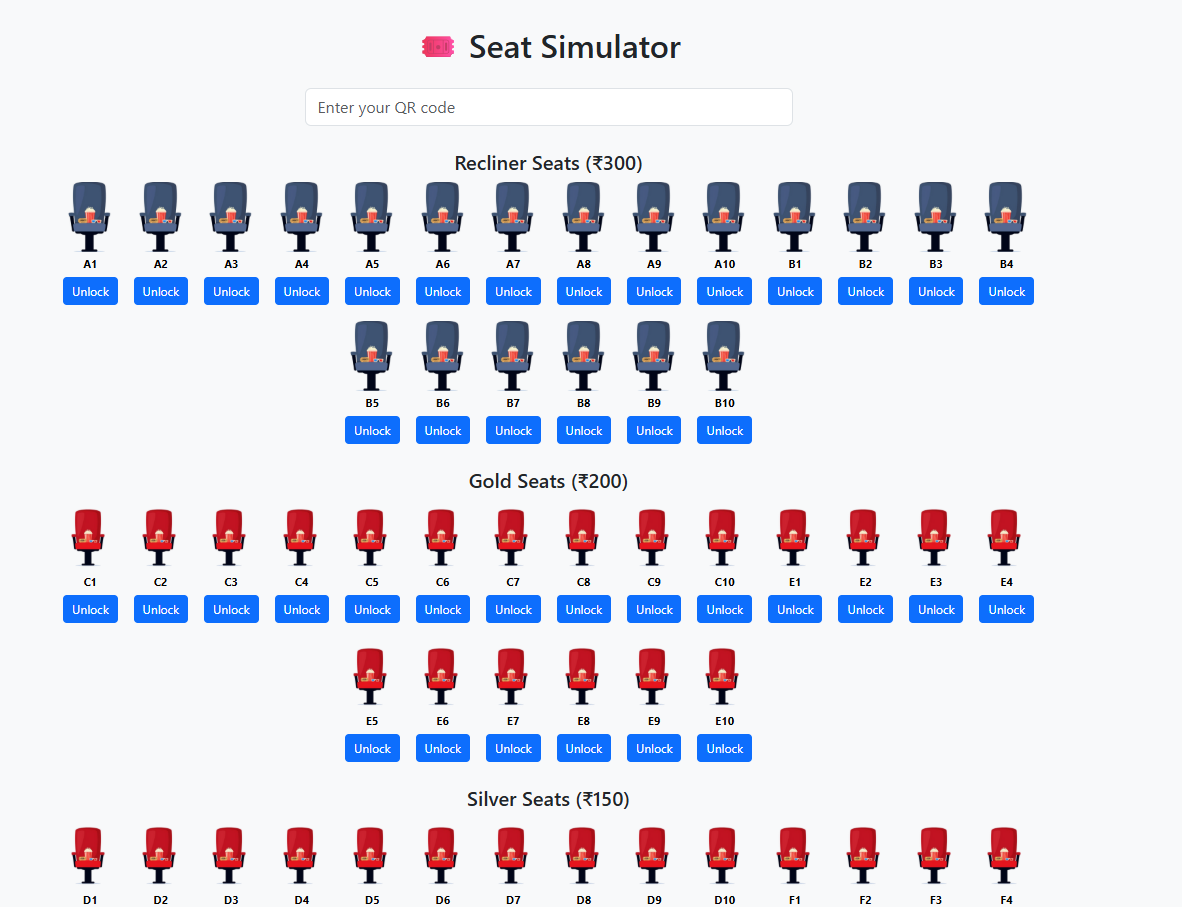 Seat Simulator
Enter your QR code
Recliner Seats (₹300)
A1 A2 A3 A4 A5 A6 A7 A8 A9 A10 B1 B2 B3 B4
Unlock Unlock Unlock Unlock Unlock Unlock Unlock Unlock Unlock Unlock Unlock Unlock Unlock Unlock
B5 B6 B7 B8 B9 B10
Unlock Unlock Unlock Unlock Unlock Unlock
Gold Seats (₹200)
C1 C2 C3 C4 C5 C6 C7 C8 C9 C10 E1 E2 E3 E4
Unlock Unlock Unlock Unlock Unlock Unlock Unlock Unlock Unlock Unlock Unlock Unlock Unlock Unlock
E5 E6 E7 E8 E9 E10
Unlock Unlock Unlock Unlock Unlock Unlock
Silver Seats (₹150)
D1 D2 D3 D4 D5 D6 D7 D8 D9 D10 F1 F2 F3 F4